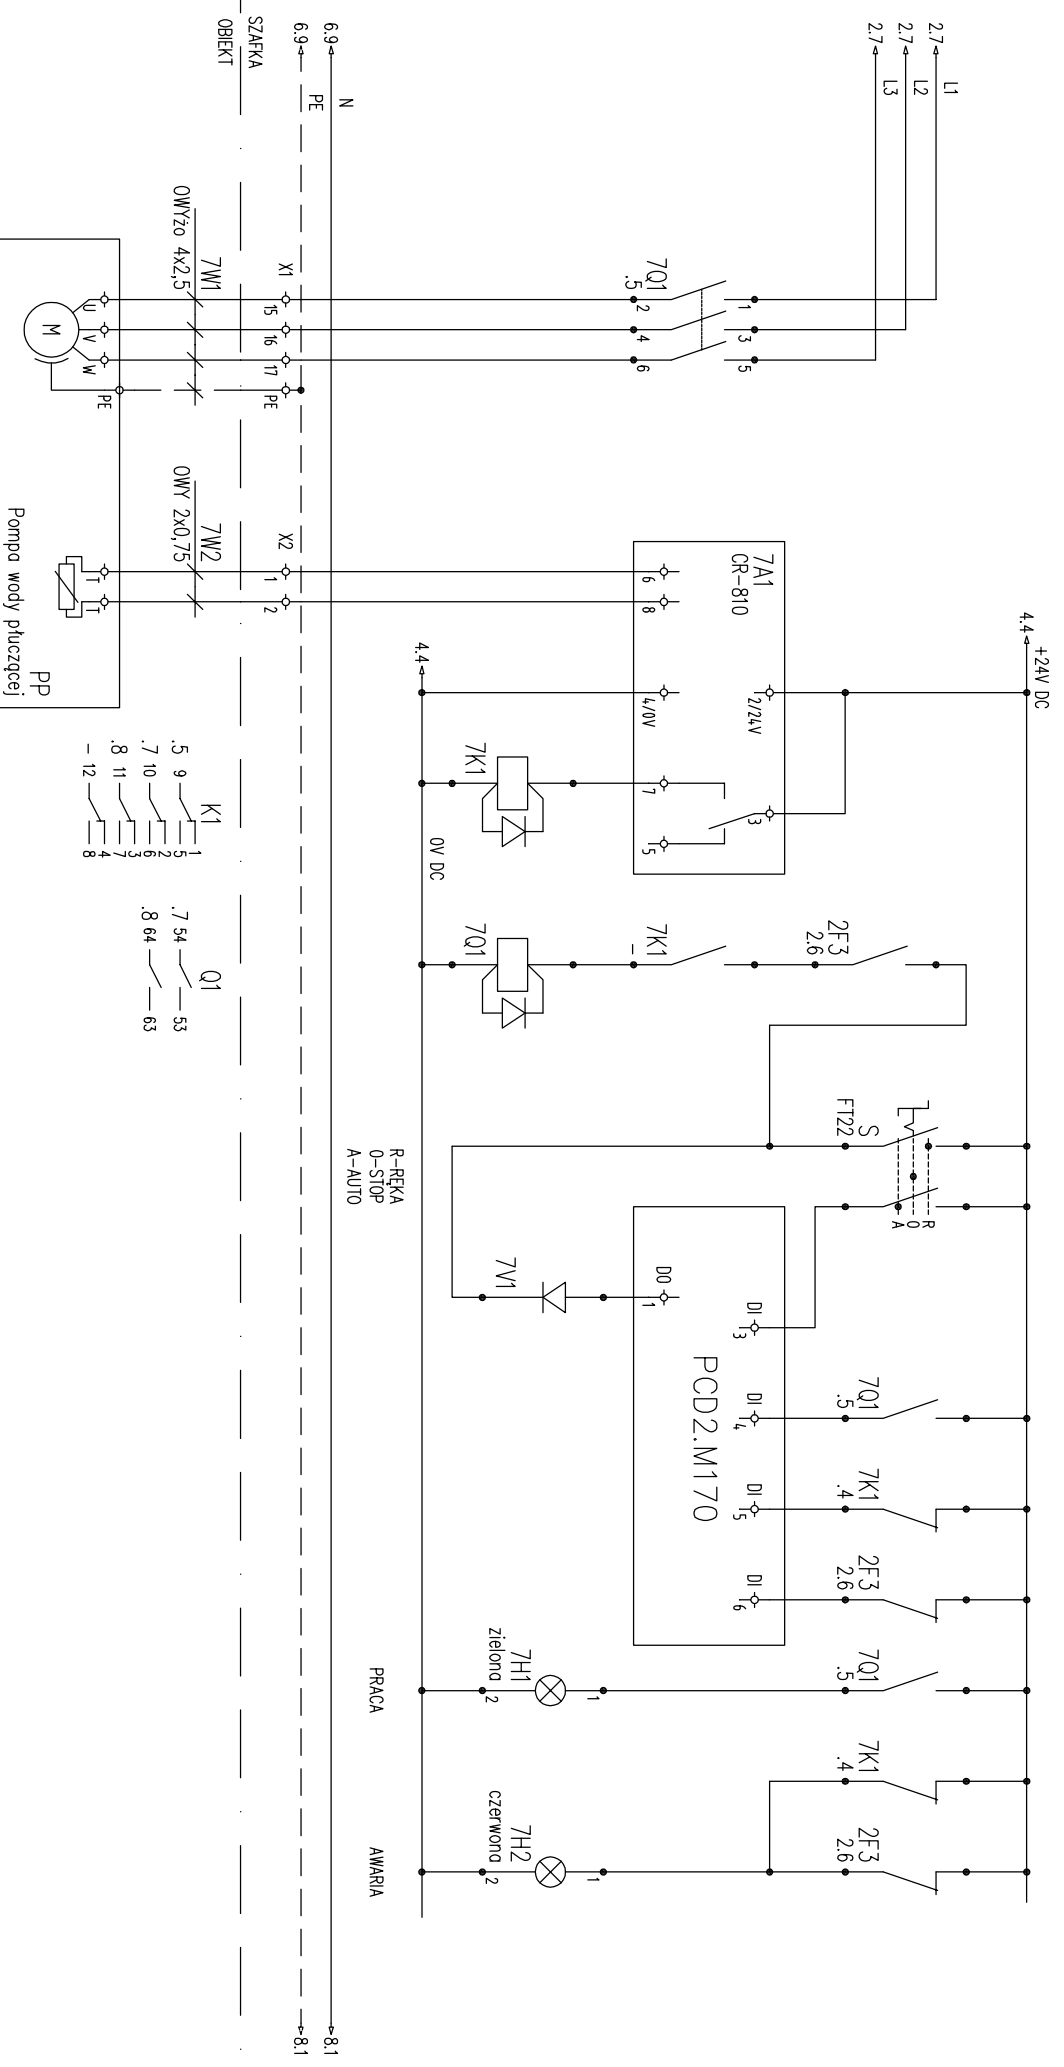 L1
2.7
L2
2.7
L3
2.7
N
6.9
PE
6.9
SZAFKA
OBIEKT
+24V DC
4.4
7Q1
.5
1
3
5
2
4
6
X1
15
16
17
PE
7W1
OWYżo 4x2,5
U
V
W
PE
M
7A1
CR-810
6
8
2/24V
4/0V
3
7
5
X2
1
2
7W2
OWY 2x0,75
T
T
PP
Pompa wody płuczącej
4.4
0V DC
7K1
7Q1
7K1
-
2F3
2.6
K1
.5 9 1 5
.7 10 2 6
.8 11 3 7
- 12 4 8
Q1
.7 54 53
.8 64 63
S
FT22
R
0
A
R-RĘKA
0-STOP
A-AUTO
7V1
DO
1
DI
3
DI
4
DI
5
DI
6
PCD2.M170
7Q1
.5
7K1
.4
2F3
2.6
7Q1
.5
7K1
.4
2F3
2.6
7H1
zielona
1
2
7H2
czerwona
1
2
PRACA
AWARIA
8.1
8.1